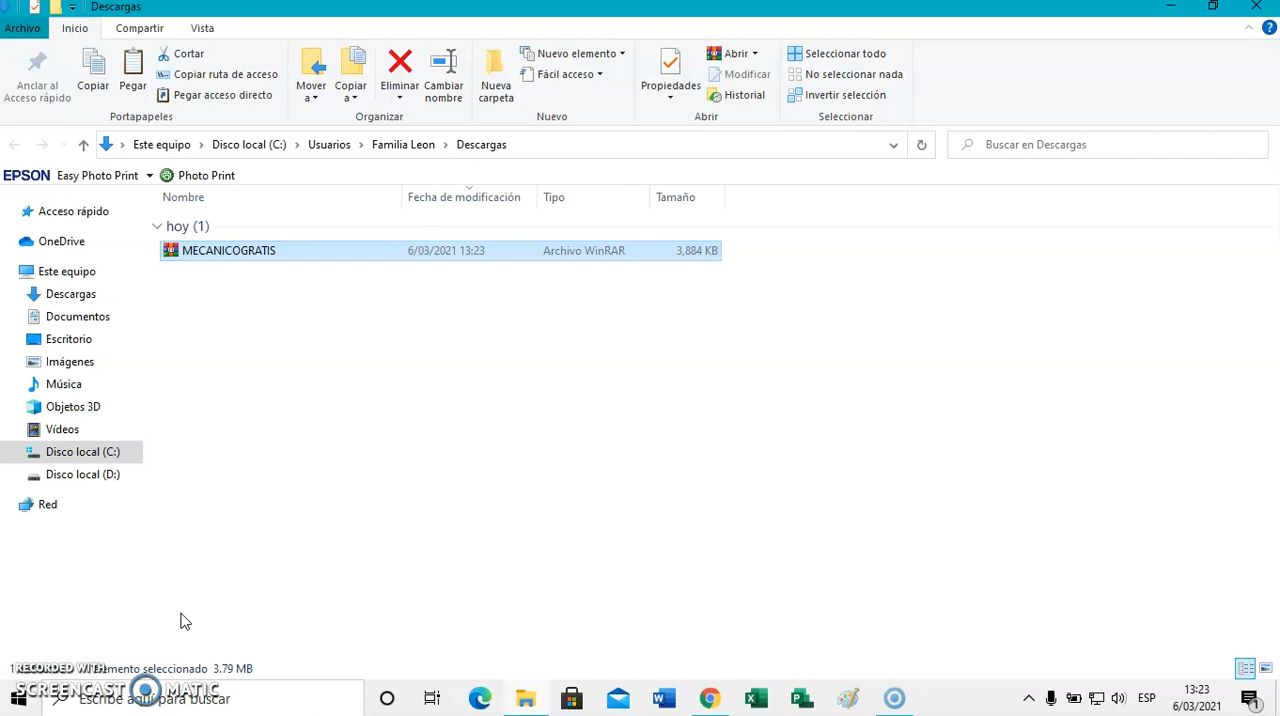 Descargas
Archivo Inicio Compartir Vista
Anclar al Acceso rápido
Copiar
Pegar
Cortar
Copiar ruta de acceso
Pegar acceso directo
Portapapeles
Mover a
Copiar a
Eliminar
Cambiar nombre
Organizar
Nueva carpeta
Nuevo elemento
Fácil acceso
Nuevo
Propiedades
Abrir
Modificar
Historial
Abrir
Seleccionar todo
No seleccionar nada
Invertir selección
Seleccionar
Este equipo > Disco local (C:) > Usuarios > Familia Leon > Descargas
Buscar en Descargas
EPSON Easy Photo Print Photo Print
Nombre Fecha de modificación Tipo Tamaño
hoy (1)
MECANICOGRATIS 6/03/2021 13:23 Archivo WinRAR 3,884 KB
Acceso rápido
OneDrive
Este equipo
Descargas
Documentos
Escritorio
Imágenes
Música
Objetos 3D
Vídeos
Disco local (C:)
Disco local (D:)
Red
seleccionado 3.79 MB
RECORDED WITH
SCREENCAST MATIC
Escribe aquí para buscar
ESP
13:23
6/03/2021
1